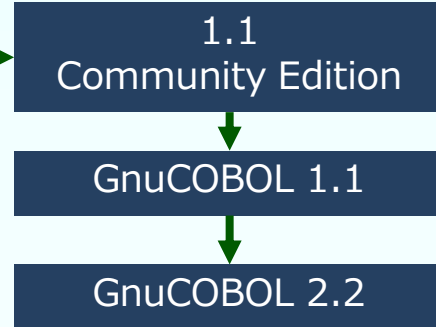 1.1
Community Edition
GnuCOBOL 1.1
GnuCOBOL 2.2